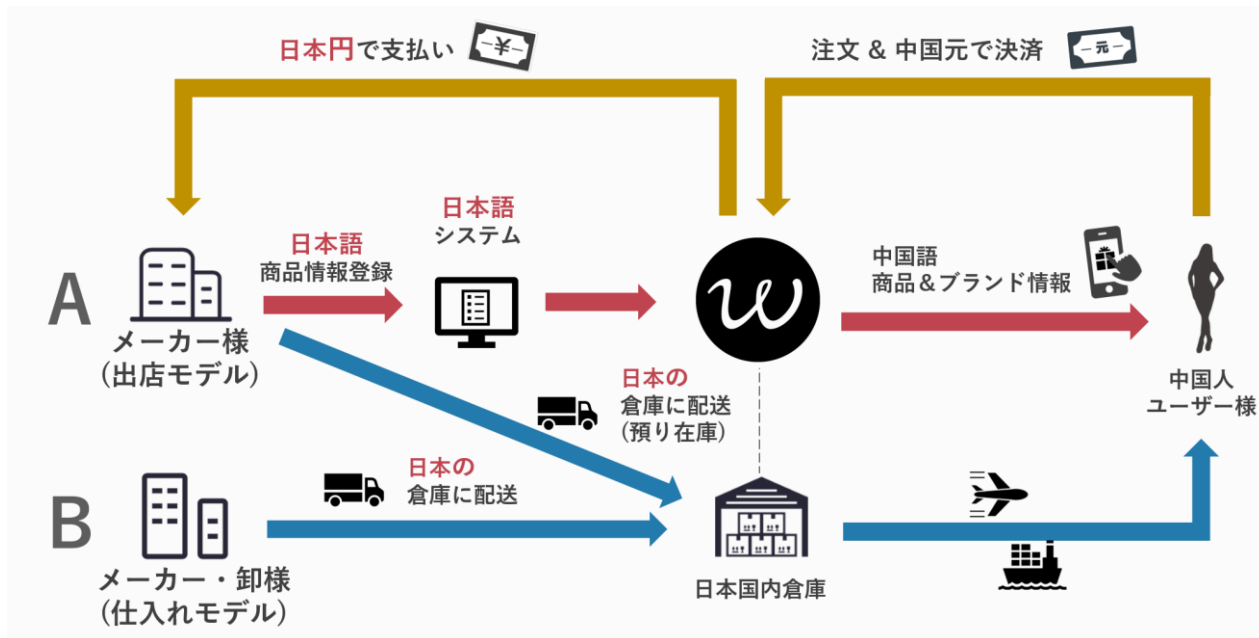 日本円で支払い
¥
注文 & 中国元で決済
元
A
メーカー様
(出店モデル)
日本語
商品情報登録
日本語
システム
w
中国語
商品&ブランド情報
中国人
ユーザー様
日本の
倉庫に配送
(預り在庫)
B
メーカー・卸様
(仕入れモデル)
日本の
倉庫に配送
日本国内倉庫